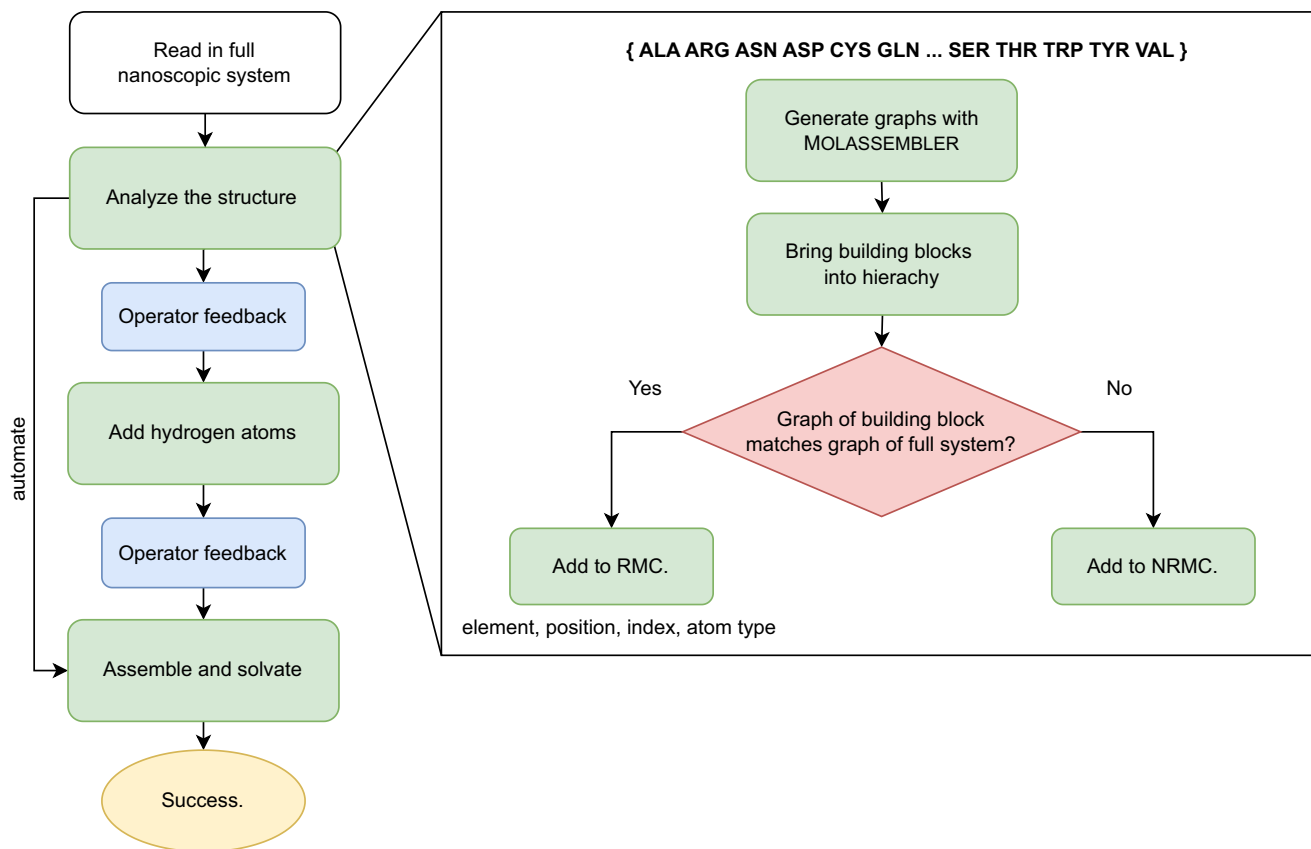 Read in full
nanoscopic system
Analyze the structure
Operator feedback
Add hydrogen atoms
Operator feedback
Assemble and solvate
Success.
automate
{ ALA ARG ASN ASP CYS GLN ... SER THR TRP TYR VAL }
Generate graphs with
MOLASSEMBLER
Bring building blocks
into hierachy
Graph of building block
matches graph of full system?
Yes
No
Add to RMC.
Add to NRMC.
element, position, index, atom type